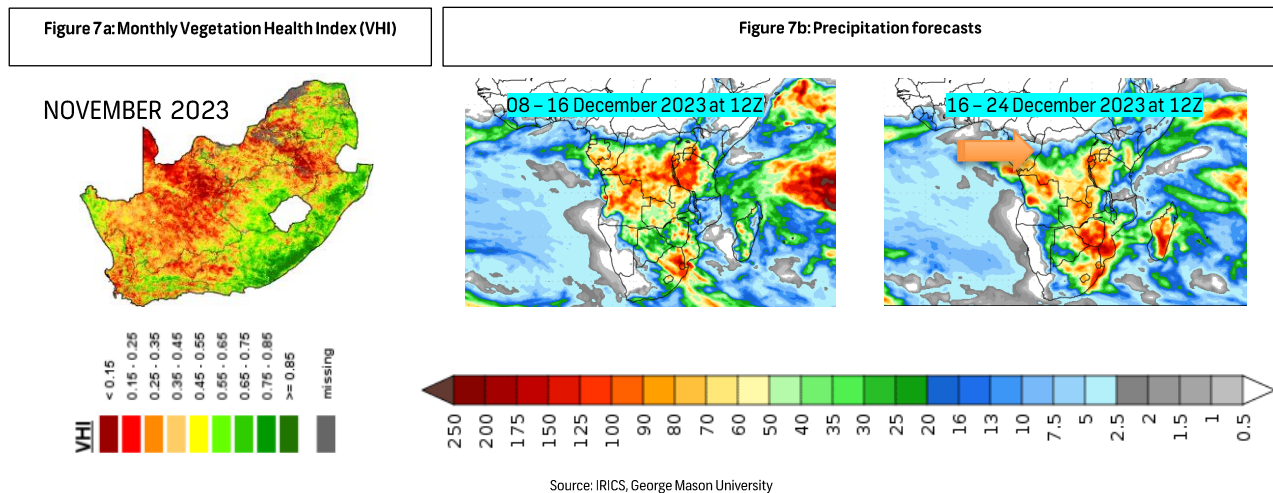 Figure 7a: Monthly Vegetation Health Index (VHI)
Figure 7b: Precipitation forecasts
NOVEMBER 2023
08 – 16 December 2023 at 12Z
16 – 24 December 2023 at 12Z
< 0.15
0.15 - 0.25
0.25 - 0.35
0.35 - 0.45
0.45 - 0.55
0.55 - 0.65
0.65 - 0.75
0.75 - 0.85
>= 0.85
missing
VHI
250 200 175 150 125 100 90 80 70 60 50 40 35 30 25 20 16 13 10 7.5 5 2.5 2 1.5 1 0.5
Source: IRICS, George Mason University